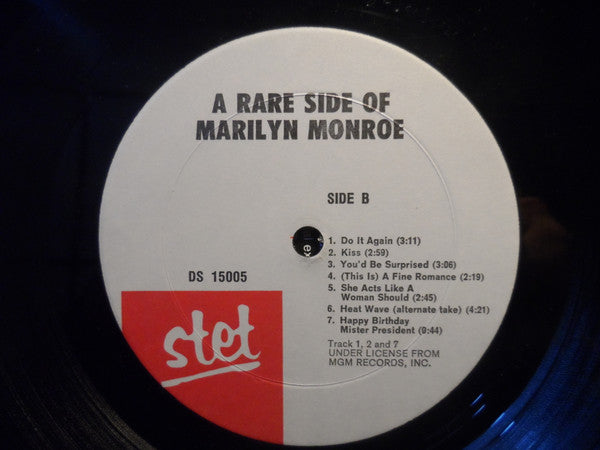 A RARE SIDE OF
MARILYN MONROE
SIDE B
DS 15005
1. Do It Again (3:11)
2. Kiss (2:59)
3. You'd Be Surprised (3:06)
4. (This Is) A Fine Romance (2:19)
5. She Acts Like A
Woman Should (2:45)
6. Heat Wave (alternate take) (4:21)
7. Happy Birthday
Mister President (9:44)
Track 1, 2 and 7
UNDER LICENSE FROM
MGM RECORDS, INC.
stet